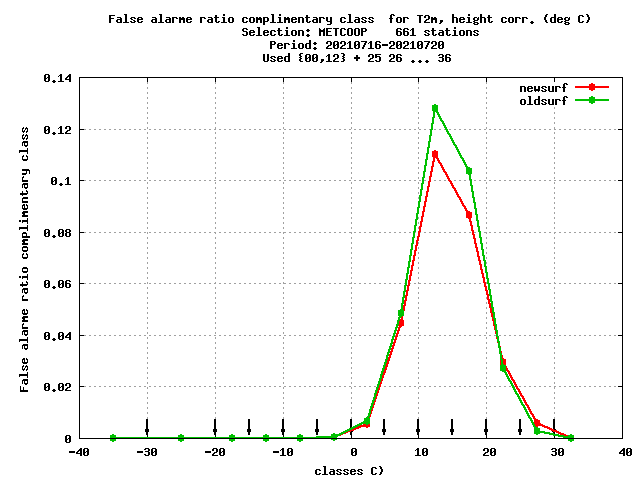 False alarme ratio complimentary class  for T2m, height corr. (deg C)
Selection: METCOOP    661 stations
Period: 20210716-20210720
Used {00,12} + 25 26 ... 36
newsurf
oldsurf
False alarme ratio complimentary class
0.14
0.12
0.1
0.08
0.06
0.04
0.02
0
-40 -30 -20 -10 0 10 20 30 40
classes C)